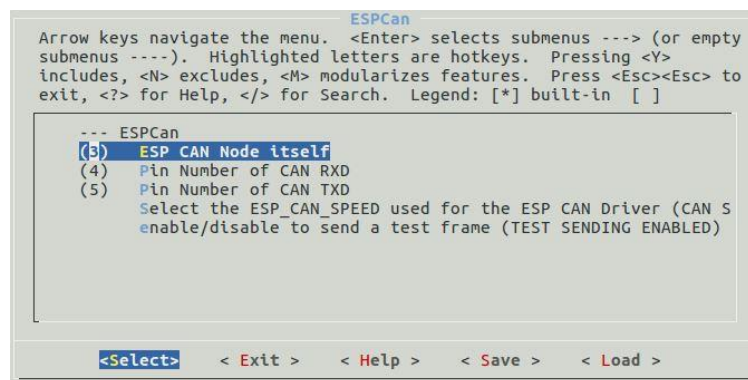 ESPCan
Arrow keys navigate the menu.  <Enter> selects submenus ---> (or empty
submenus ----).  Highlighted letters are hotkeys.  Pressing <Y>
includes, <N> excludes, <M> modularizes features.  Press <Esc><Esc> to
exit, <?> for Help, </> for Search.  Legend: [*] built-in  [ ]
--- ESPCan
(3)   ESP CAN Node itself
(4)   Pin Number of CAN RXD
(5)   Pin Number of CAN TXD
Select the ESP_CAN_SPEED used for the ESP CAN Driver (CAN S
enable/disable to send a test frame (TEST SENDING ENABLED)
<Select>    < Exit >    < Help >    < Save >    < Load >